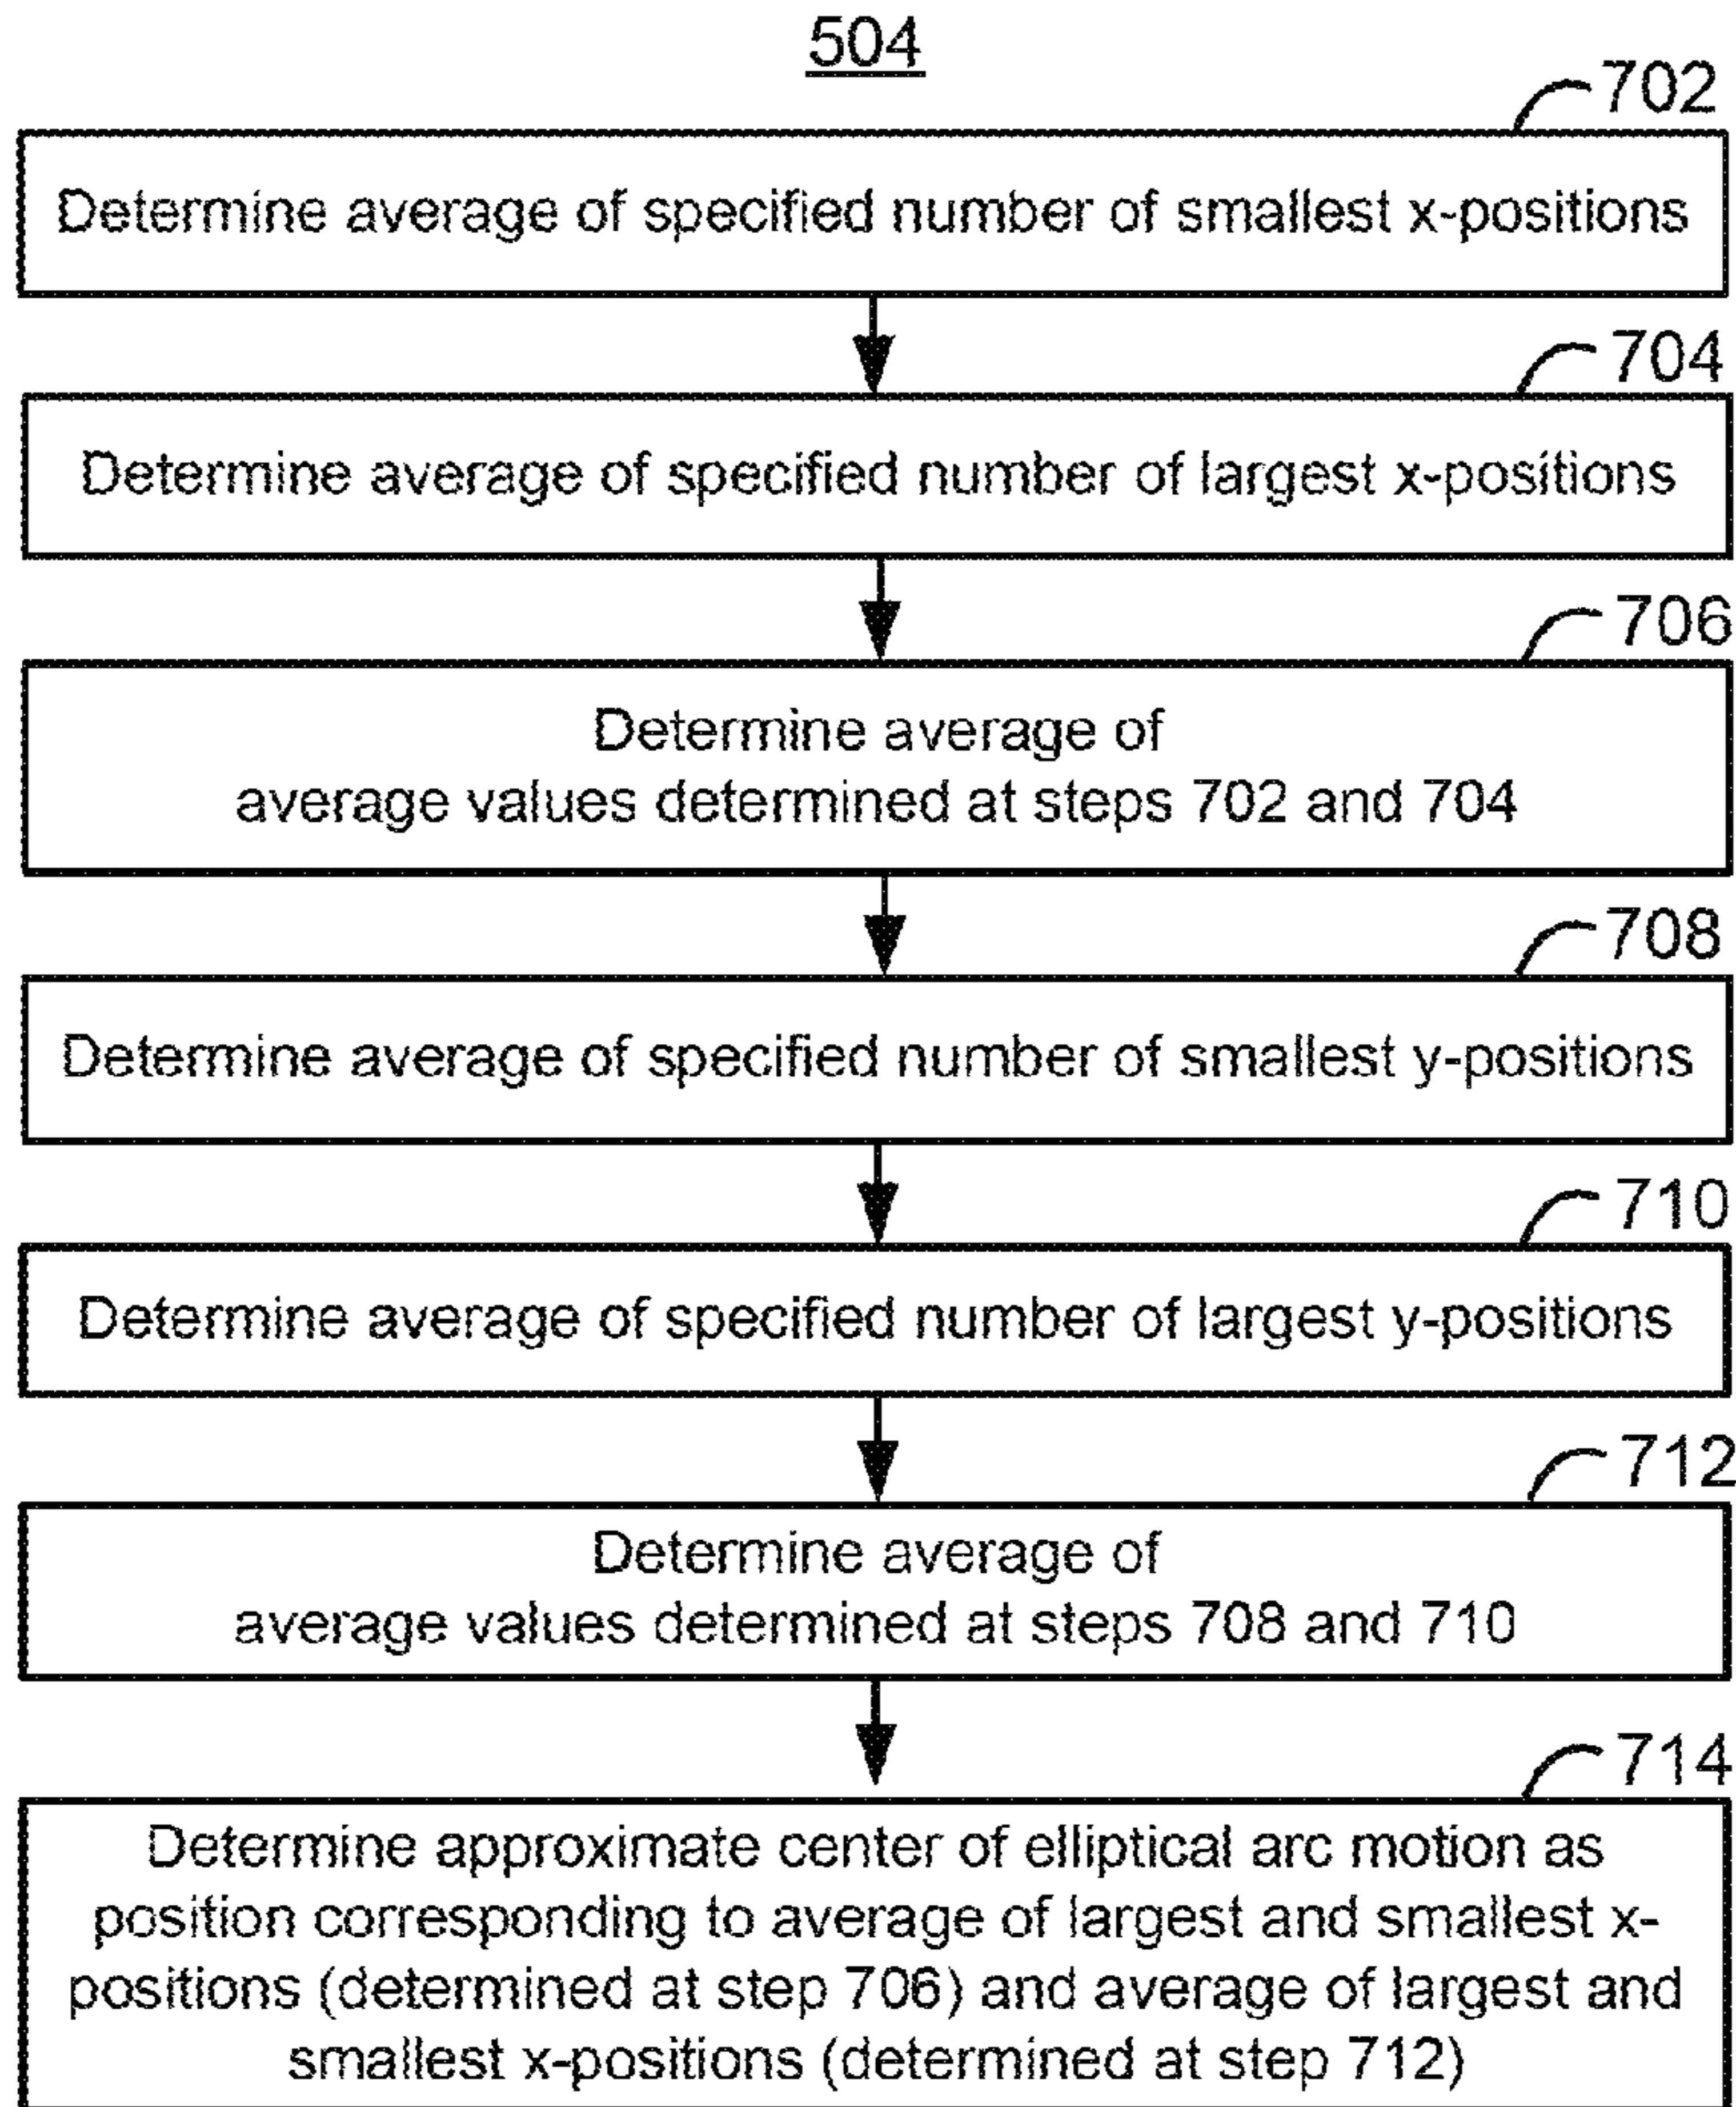 504
702
Determine average of specified number of smallest x-positions
704
Determine average of specified number of largest x-positions
706
Determine average of
average values determined at steps 702 and 704
708
Determine average of specified number of smallest y-positions
710
Determine average of specified number of largest y-positions
712
Determine average of
average values determined at steps 708 and 710
714
Determine approximate center of elliptical arc motion as
position corresponding to average of largest and smallest x-
positions (determined at step 706) and average of largest and
smallest x-positions (determined at step 712)